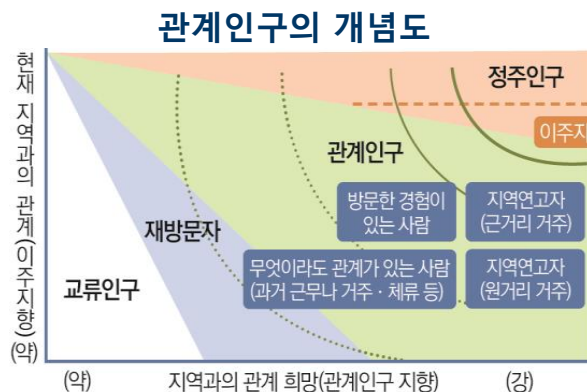 관계인구의 개념도
현재 지역과의 관계(이주지향)
(약)
정주인구
이주지
관계인구
방문한 경험이
있는 사람
지역연고자
(근거리 거주)
재방문자
무엇이라도 관계가 있는 사람
(과거 근무나 거주 · 체류 등)
지역연고자
(원거리 거주)
교류인구
(약)
지역과의 관계 희망(관계인구 지향)
(강)